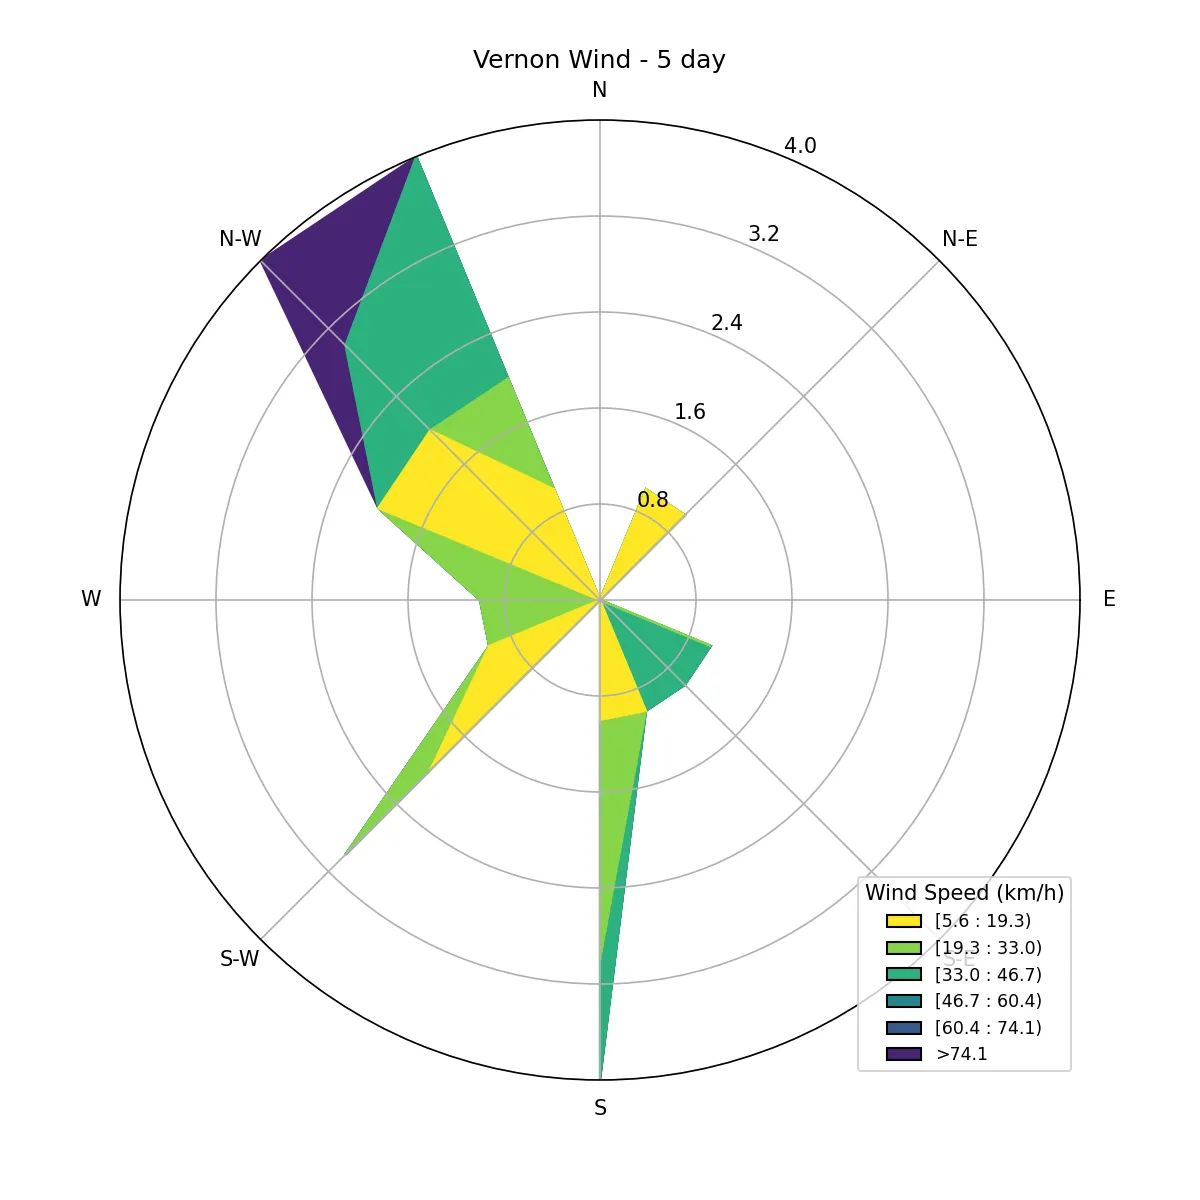 Vernon Wind - 5 day
N
4.0
N-W
3.2
N-E
2.4
1.6
0.8
W
E
S-W
S-E
S
Wind Speed (km/h)
[5.6 : 19.3)
[19.3 : 33.0)
[33.0 : 46.7)
[46.7 : 60.4)
[60.4 : 74.1)
>74.1